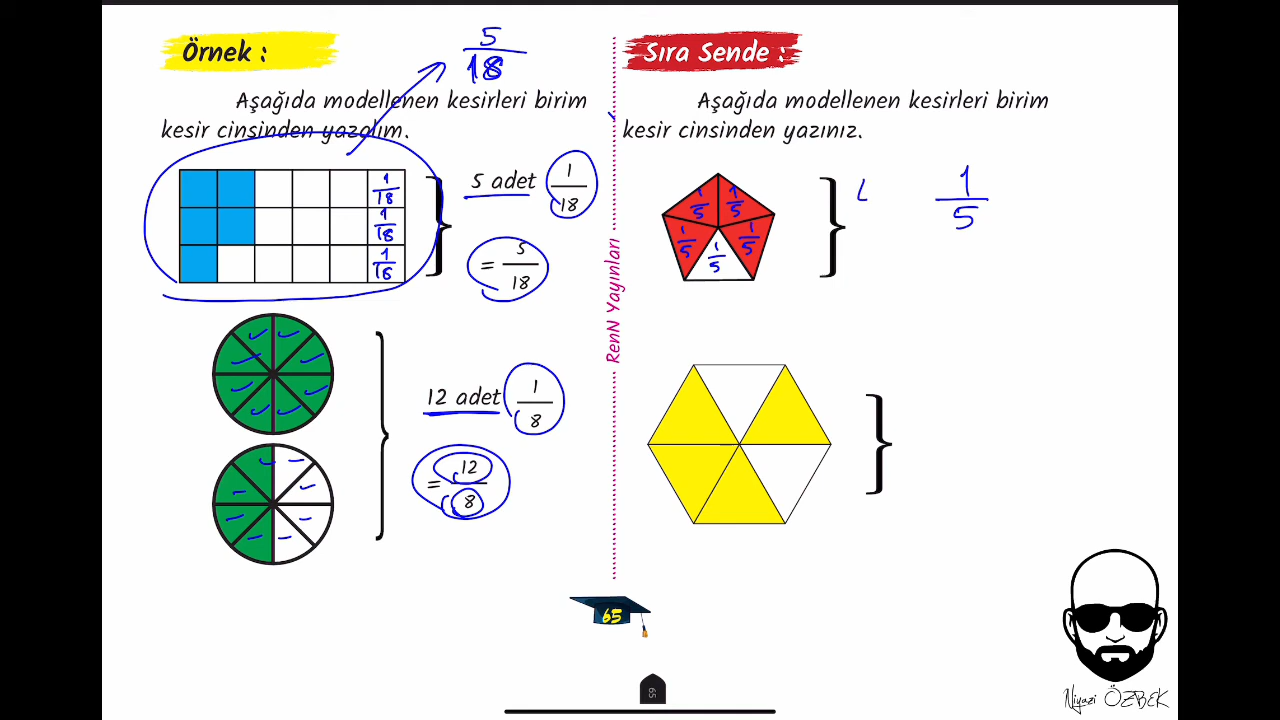 Örnek :
5
18
Aşağıda modellenen kesirleri birim
kesir cinsinden yazalım.
1
18
1
18
1
18
5 adet 1
18
= 5
18
12 adet 1
8
= 12
8
RenN Yayınları
Sıra Sende :
Aşağıda modellenen kesirleri birim
kesir cinsinden yazınız.
1
5
1
5
1
5
1
5
1
5
1
5
65
65
Niyazi ÖZBEK